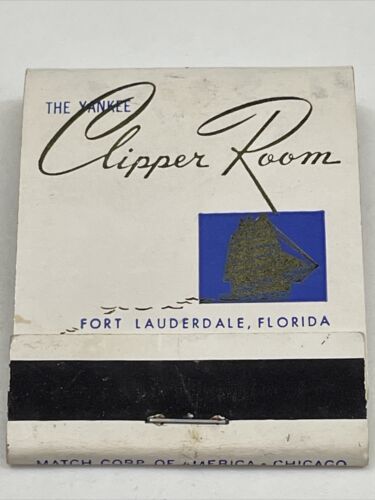 THE YANKEE
Clipper Room
FORT LAUDERDALE, FLORIDA
MATCH CORP. OF AMERICA - CHICAGO